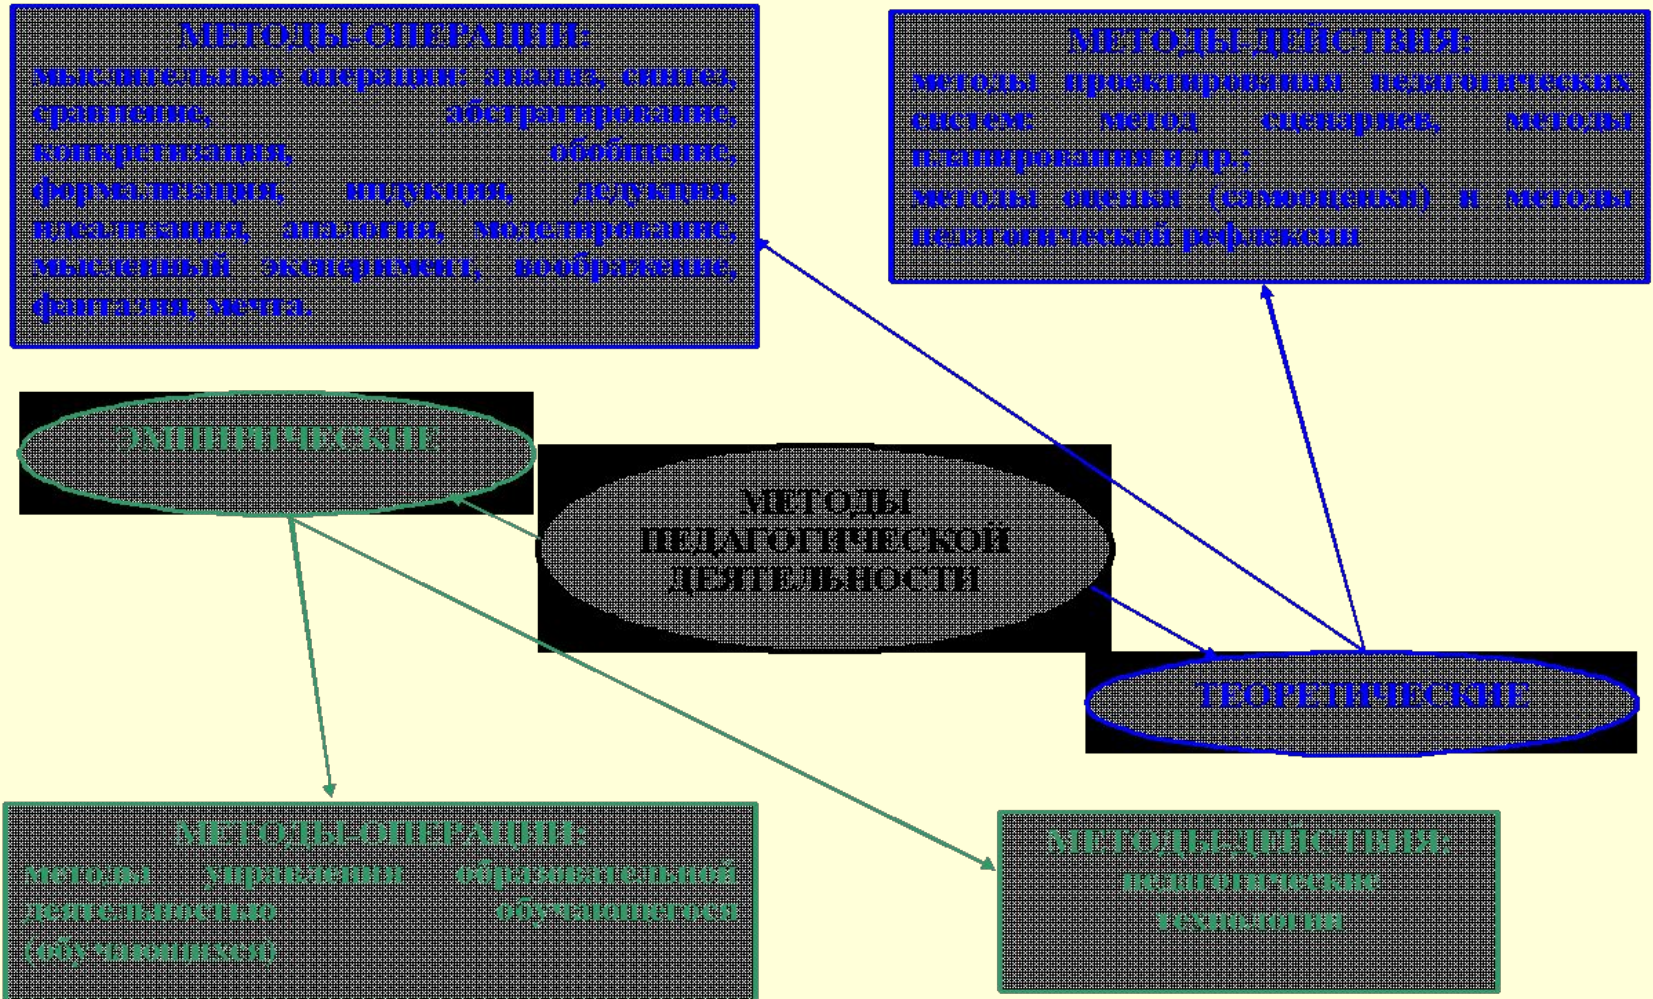 МЕТОДЫ-ОПЕРАЦИИ:
мыслительные операции: анализ, синтез,
сравнение, абстрагирование,
конкретизация, обобщение,
формализация, индукция, дедукция,
идеализация, аналогия, моделирование,
мысленный эксперимент, воображение,
фантазия, мечта.
МЕТОДЫ-ДЕЙСТВИЯ:
методы проектирования педагогических
систем: метод сценариев, методы
планирования и др.;
методы оценки (самооценки) и методы
педагогической рефлексии
ЭМПИРИЧЕСКИЕ
МЕТОДЫ
ПЕДАГОГИЧЕСКОЙ
ДЕЯТЕЛЬНОСТИ
ТЕОРЕТИЧЕСКИЕ
МЕТОДЫ-ОПЕРАЦИИ:
методы управления образовательной
деятельностью обучающегося
(обучающихся)
МЕТОДЫ-ДЕЙСТВИЯ:
педагогические
технологии